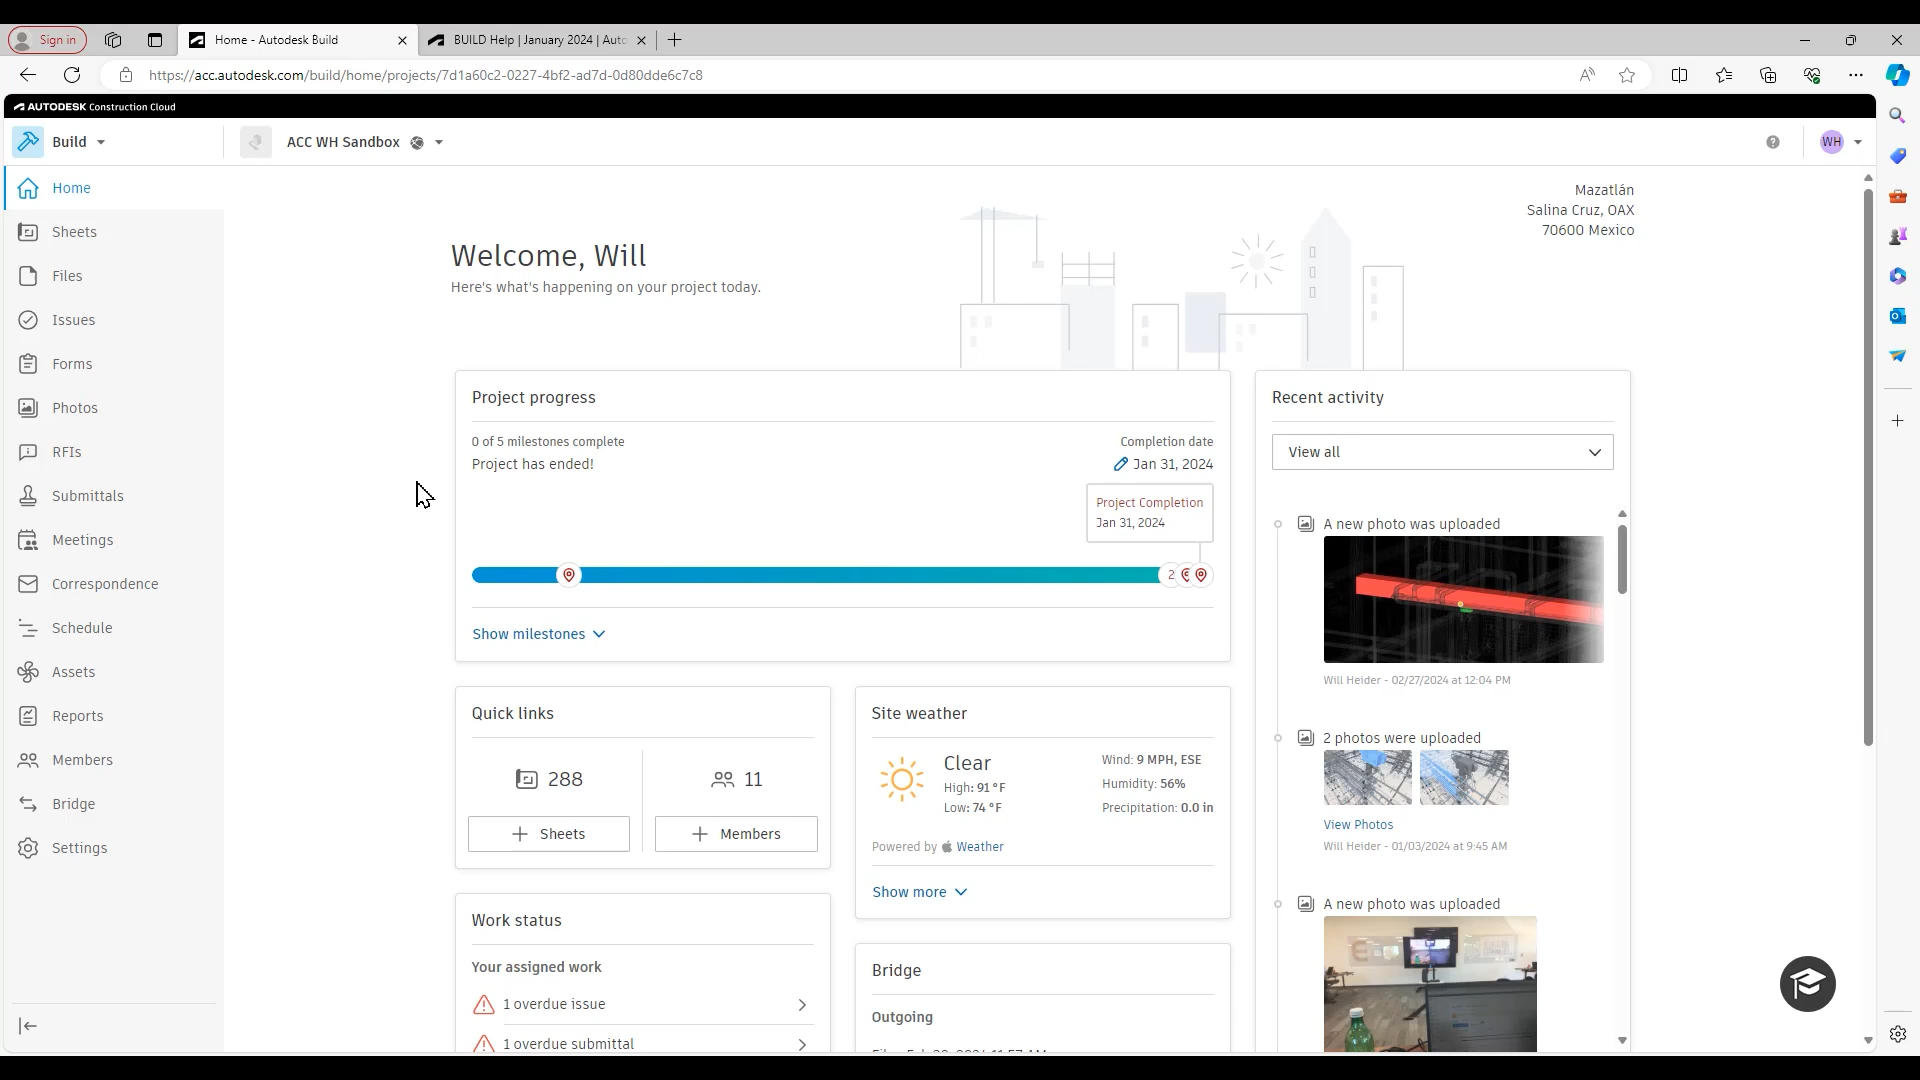 Sign in
Home - Autodesk Build
BUILD Help | January 2024 | Auto
https://acc.autodesk.com/build/home/projects/7d1a60c2-0227-4bf2-ad7d-0d80dde6c7c8
AUTODESK Construction Cloud
Build
ACC WH Sandbox
WH
Home
Sheets
Files
Issues
Forms
Photos
RFIs
Submittals
Meetings
Correspondence
Schedule
Assets
Reports
Members
Bridge
Settings
Mazatlán
Salina Cruz, OAX
70600 Mexico
Welcome, Will
Here's what's happening on your project today.
Project progress
0 of 5 milestones complete
Project has ended!
Completion date
Jan 31, 2024
Project Completion
Jan 31, 2024
2
Show milestones
Quick links
288
11
Sheets
Members
Work status
Your assigned work
1 overdue issue
1 overdue submittal
Site weather
Clear
High: 91 °F
Low: 74 °F
Wind: 9 MPH, ESE
Humidity: 56%
Precipitation: 0.0 in
Powered by Weather
Show more
Bridge
Outgoing
Recent activity
View all
A new photo was uploaded
Will Heider - 02/27/2024 at 12:04 PM
2 photos were uploaded
View Photos
Will Heider - 01/03/2024 at 9:45 AM
A new photo was uploaded